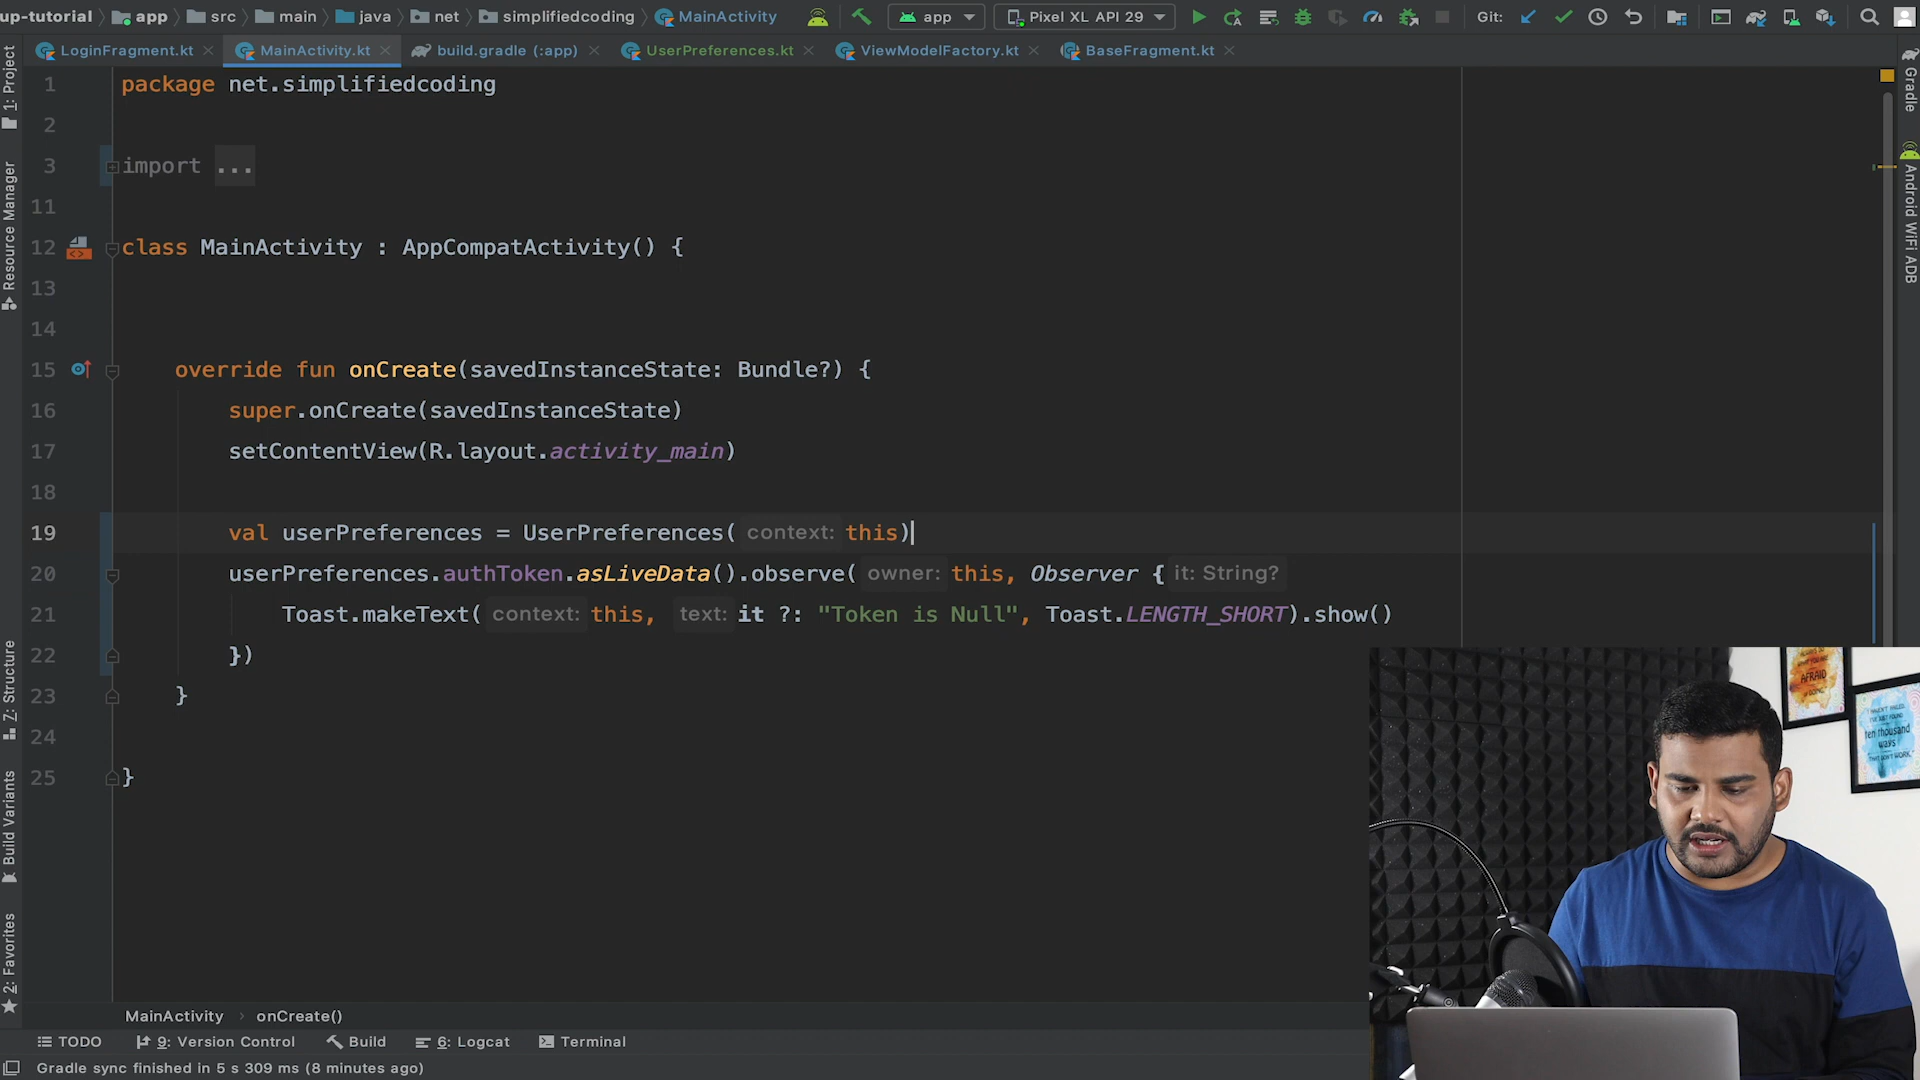 up-tutorial app src main java net simplifiedcoding MainActivity app Pixel XL API 29 Git:
LoginFragment.kt MainActivity.kt build.gradle (:app) UserPreferences.kt ViewModelFactory.kt BaseFragment.kt
1: Project
Resource Manager
Z: Structure
Build Variants
2: Favorites
Gradle
Android WiFi ADB
1 package net.simplifiedcoding
2
3 import ...
11
12 class MainActivity : AppCompatActivity() {
13
14
15 override fun onCreate(savedInstanceState: Bundle?) {
16 super.onCreate(savedInstanceState)
17 setContentView(R.layout.activity_main)
18
19 val userPreferences = UserPreferences( context: this)
20 userPreferences.authToken.asLiveData().observe( owner: this, Observer { it: String?
21 Toast.makeText( context: this, text: it ?: "Token is Null", Toast.LENGTH_SHORT).show()
22 })
23 }
24
25 }
AFRAID
ten thousand
ways
MainActivity › onCreate()
TODO 9: Version Control Build 6: Logcat Terminal
Gradle sync finished in 5 s 309 ms (8 minutes ago)